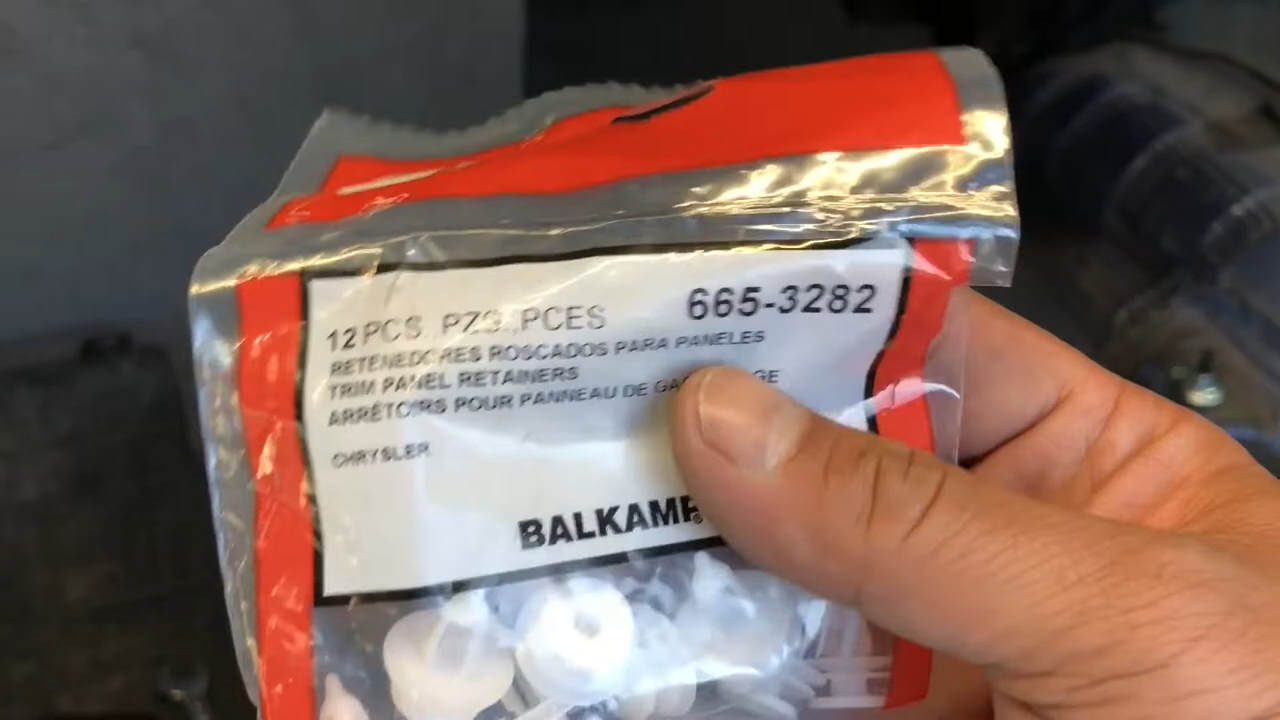 12 PCS., PZS., PCES 665-3282
RETENEDORES ROSCADOS PARA PANELES
TRIM PANEL RETAINERS
ARRÊTOIRS POUR PANNEAU DE
CHRYSLER
BALKAMP®